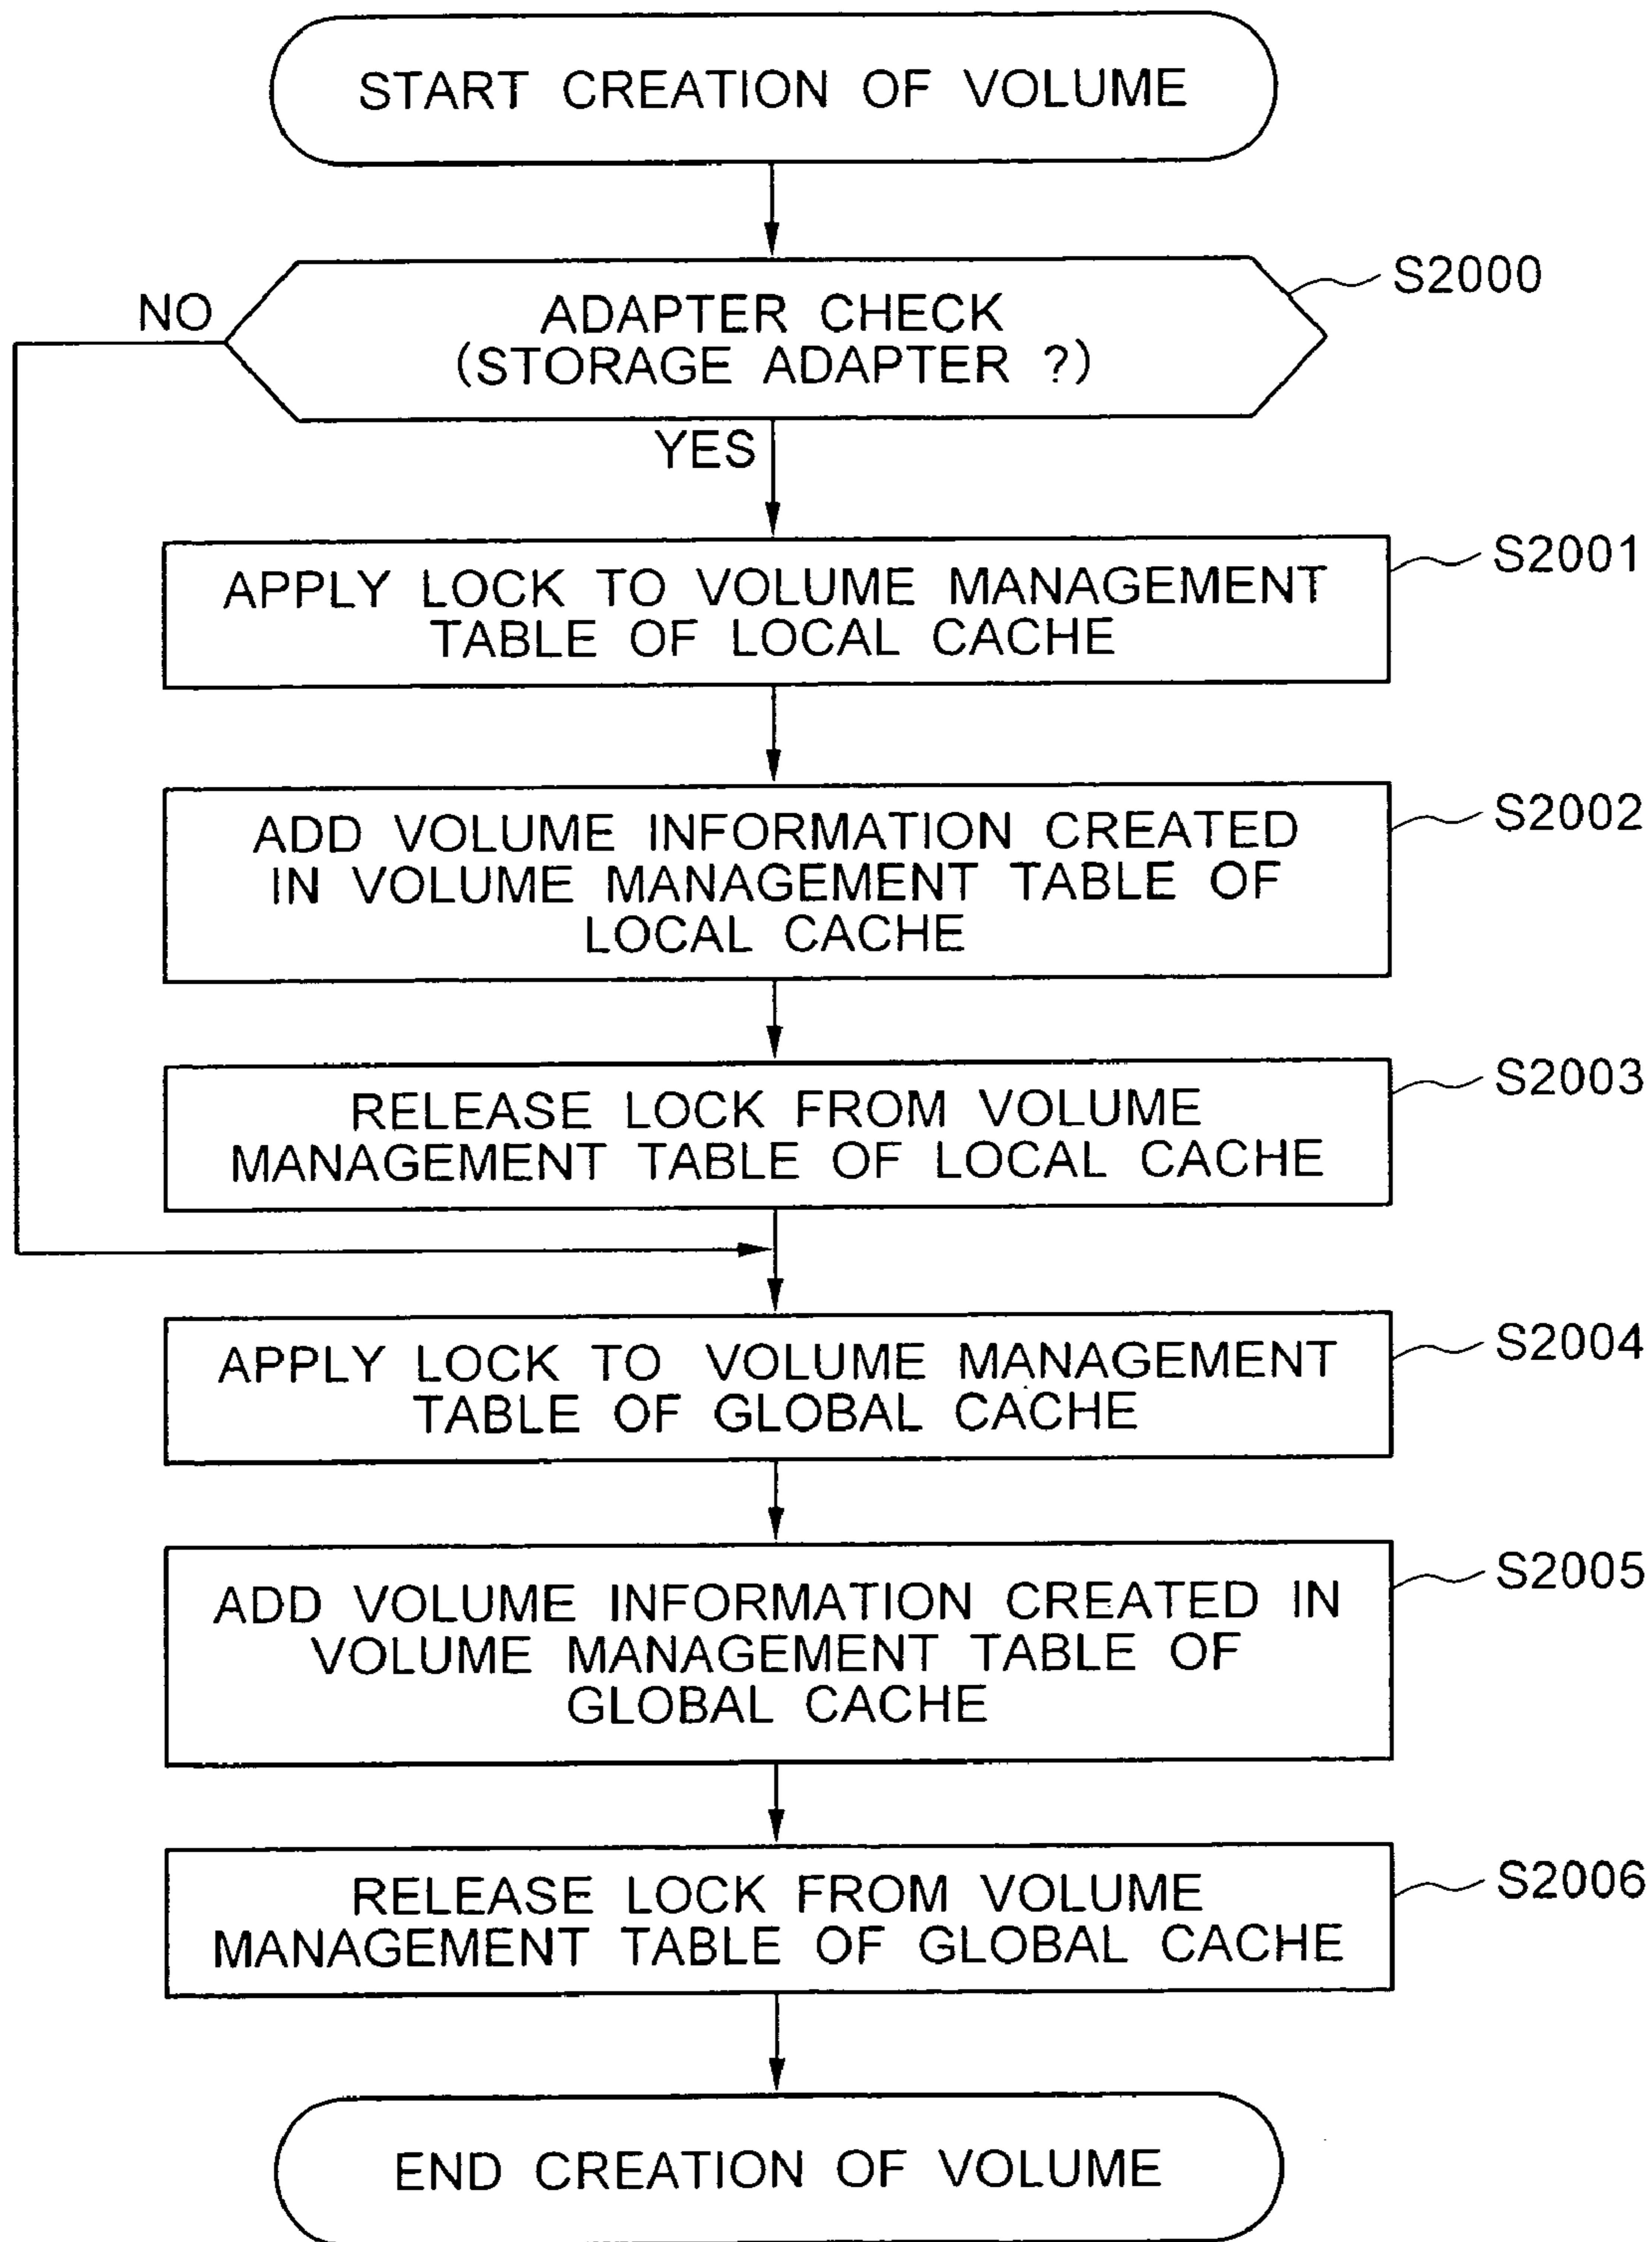 START CREATION OF VOLUME
S2000
NO
ADAPTER CHECK
(STORAGE ADAPTER ?)
YES
S2001
APPLY LOCK TO VOLUME MANAGEMENT
TABLE OF LOCAL CACHE
S2002
ADD VOLUME INFORMATION CREATED
IN VOLUME MANAGEMENT TABLE OF
LOCAL CACHE
S2003
RELEASE LOCK FROM VOLUME
MANAGEMENT TABLE OF LOCAL CACHE
S2004
APPLY LOCK TO VOLUME MANAGEMENT
TABLE OF GLOBAL CACHE
S2005
ADD VOLUME INFORMATION CREATED IN
VOLUME MANAGEMENT TABLE OF
GLOBAL CACHE
S2006
RELEASE LOCK FROM VOLUME
MANAGEMENT TABLE OF GLOBAL CACHE
END CREATION OF VOLUME